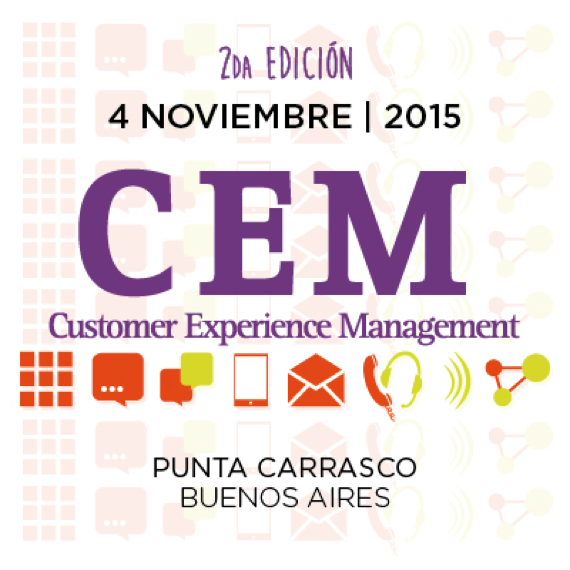 2DA EDICIÓN
4 NOVIEMBRE | 2015
CEM
Customer Experience Management
PUNTA CARRASCO
BUENOS AIRES